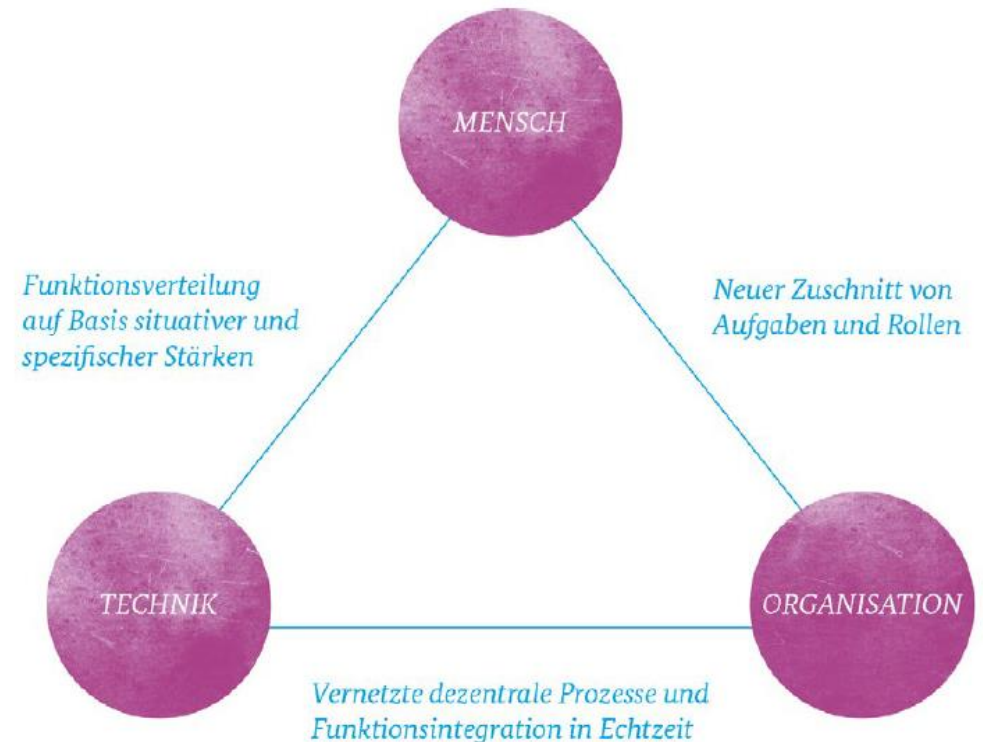 MENSCH
Funktionsverteilung
auf Basis situativer und
spezifischer Stärken
Neuer Zuschnitt von
Aufgaben und Rollen
TECHNIK
ORGANISATION
Vernetzte dezentrale Prozesse und
Funktionsintegration in Echtzeit